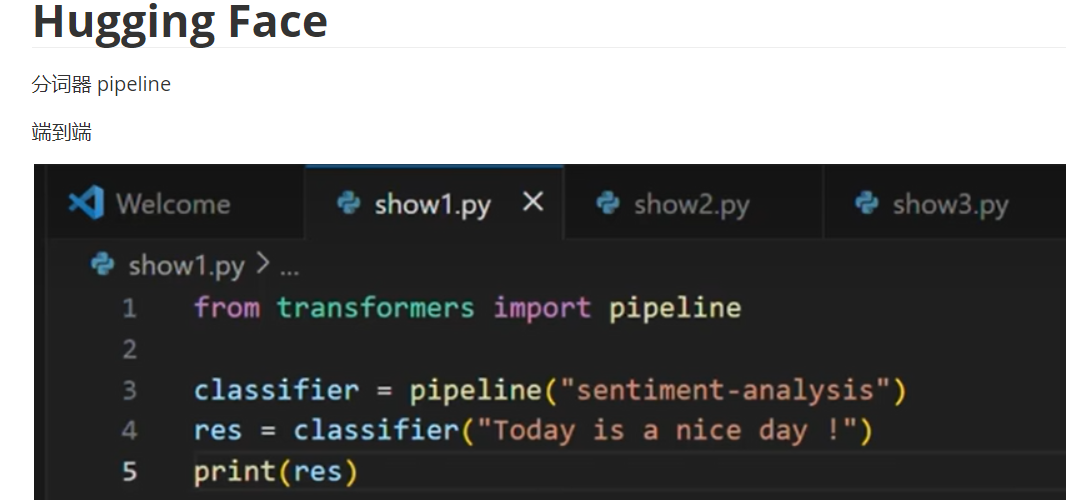 Hugging Face
分词器 pipeline
端到端
Welcome show1.py × show2.py show3.py
show1.py > ...
1 from transformers import pipeline
2
3 classifier = pipeline("sentiment-analysis")
4 res = classifier("Today is a nice day !")
5 print(res)